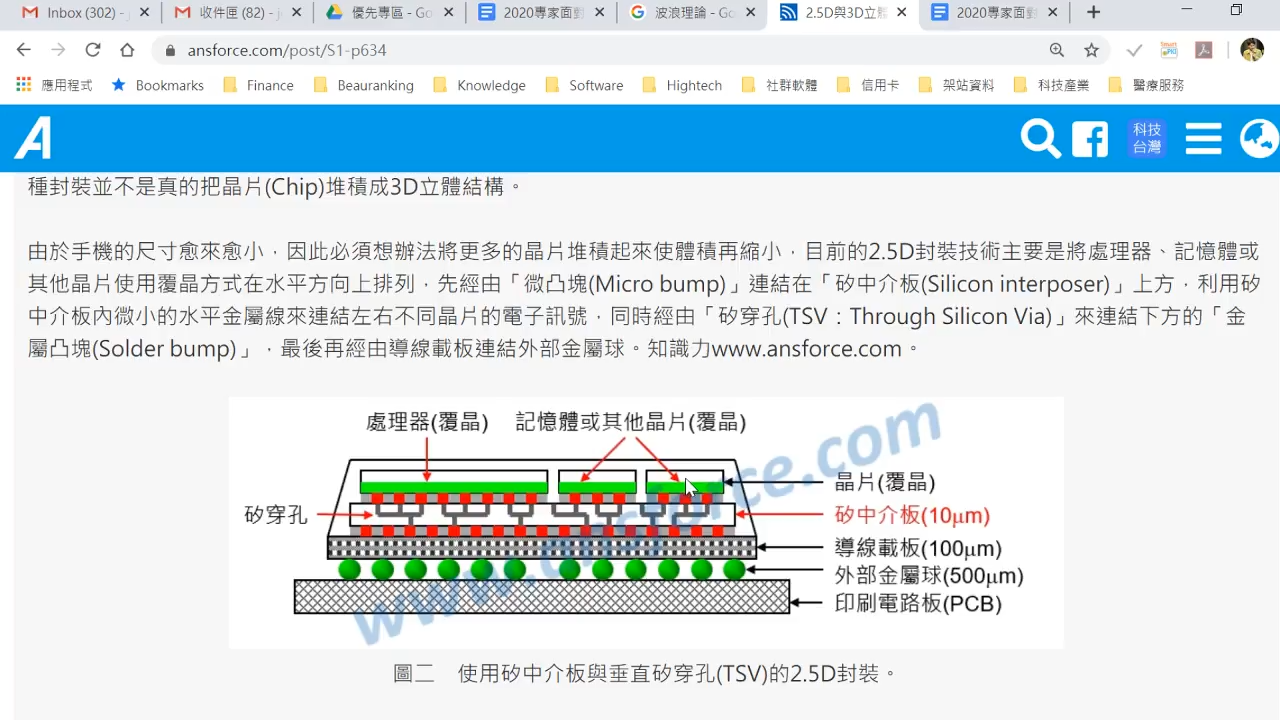 Inbox (302) - j
收件匣 (82) - j
優先專區 - Go
2020專家面對
波浪理論 - Go
2.5D與3D立體
2020專家面對
ansforce.com/post/S1-p634
應用程式
Bookmarks
Finance
Beauranking
Knowledge
Software
Hightech
社群軟體
信用卡
架站資料
科技產業
醫療服務
A
科技
台灣
種封裝並不是真的把晶片(Chip)堆積成3D立體結構。
由於手機的尺寸愈來愈小，因此必須想辦法將更多的晶片堆積起來使體積再縮小，目前的2.5D封裝技術主要是將處理器、記憶體或
其他晶片使用覆晶方式在水平方向上排列，先經由「微凸塊(Micro bump)」連結在「矽中介板(Silicon interposer)」上方，利用矽
中介板內微小的水平金屬線來連結左右不同晶片的電子訊號，同時經由「矽穿孔(TSV：Through Silicon Via)」來連結下方的「金
屬凸塊(Solder bump)」，最後再經由導線載板連結外部金屬球。知識力www.ansforce.com。
處理器(覆晶)
記憶體或其他晶片(覆晶)
晶片(覆晶)
矽穿孔
矽中介板(10μm)
導線載板(100μm)
外部金屬球(500μm)
印刷電路板(PCB)
www.ansforce.com
圖二 使用矽中介板與垂直矽穿孔(TSV)的2.5D封裝。